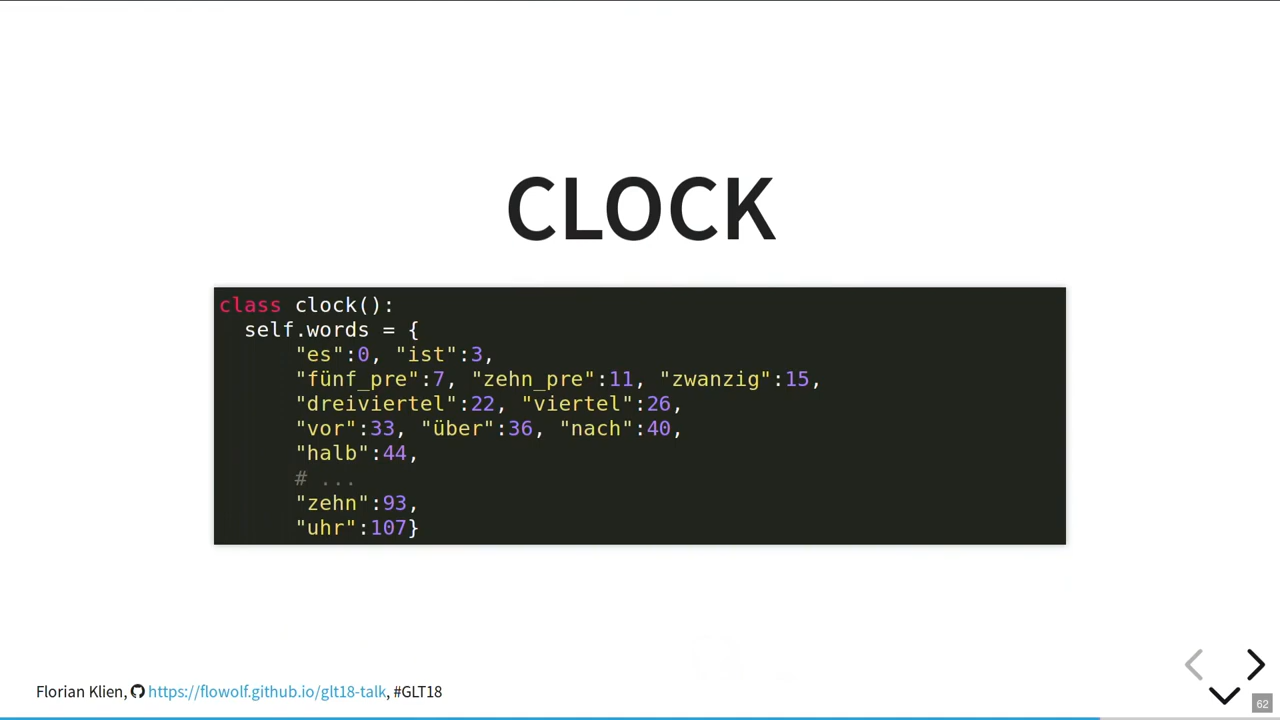 CLOCK
class clock():
  self.words = {
      "es":0, "ist":3,
      "fünf_pre":7, "zehn_pre":11, "zwanzig":15,
      "dreiviertel":22, "viertel":26,
      "vor":33, "über":36, "nach":40,
      "halb":44,
      # ...
      "zehn":93,
      "uhr":107}
Florian Klien, https://flowolf.github.io/glt18-talk, #GLT18
62